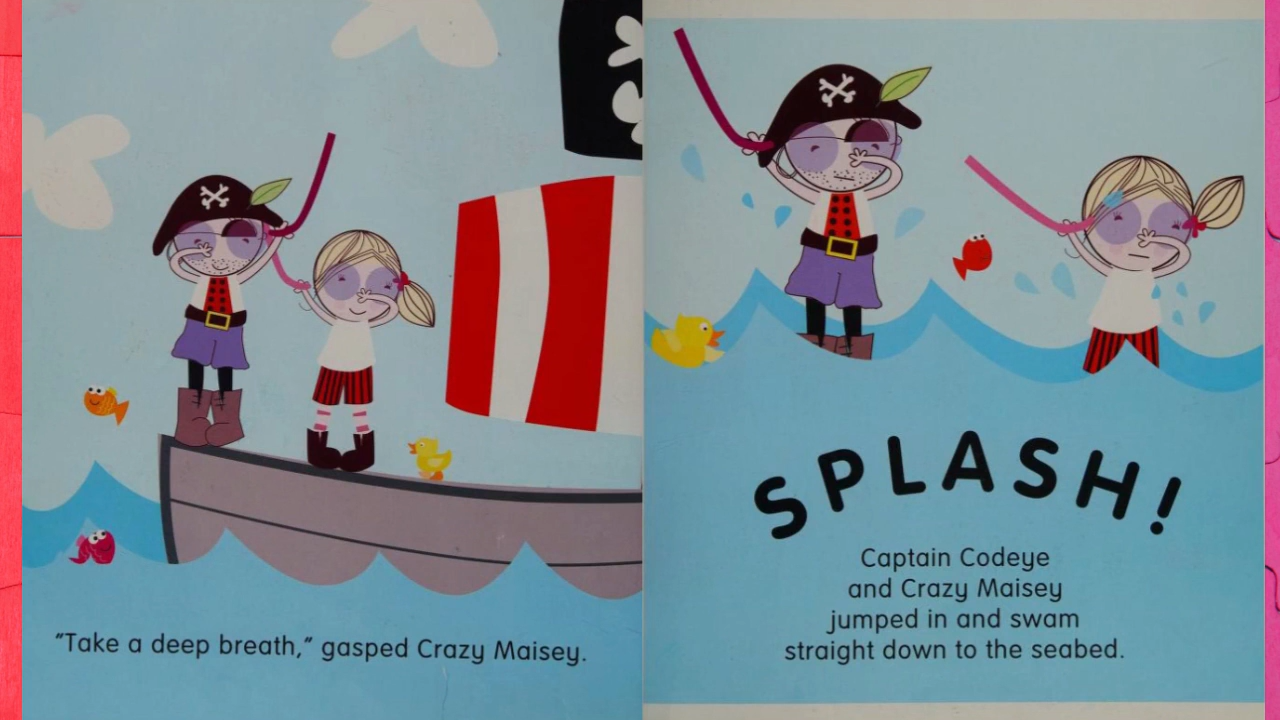 "Take a deep breath," gasped Crazy Maisey.
SPLASH!
Captain Codeye
and Crazy Maisey
jumped in and swam
straight down to the seabed.